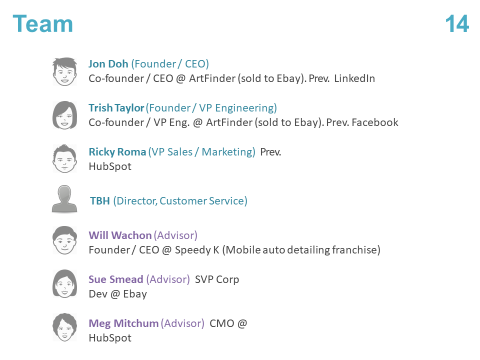 Team
14
Jon Doh (Founder / CEO)
Co-founder / CEO @ ArtFinder (sold to Ebay). Prev. LinkedIn
Trish Taylor (Founder / VP Engineering)
Co-founder / VP Eng. @ ArtFinder (sold to Ebay). Prev. Facebook
Ricky Roma (VP Sales / Marketing) Prev.
HubSpot
TBH (Director, Customer Service)
Will Wachon (Advisor)
Founder / CEO @ Speedy K (Mobile auto detailing franchise)
Sue Smead (Advisor) SVP Corp
Dev @ Ebay
Meg Mitchum (Advisor) CMO @
HubSpot